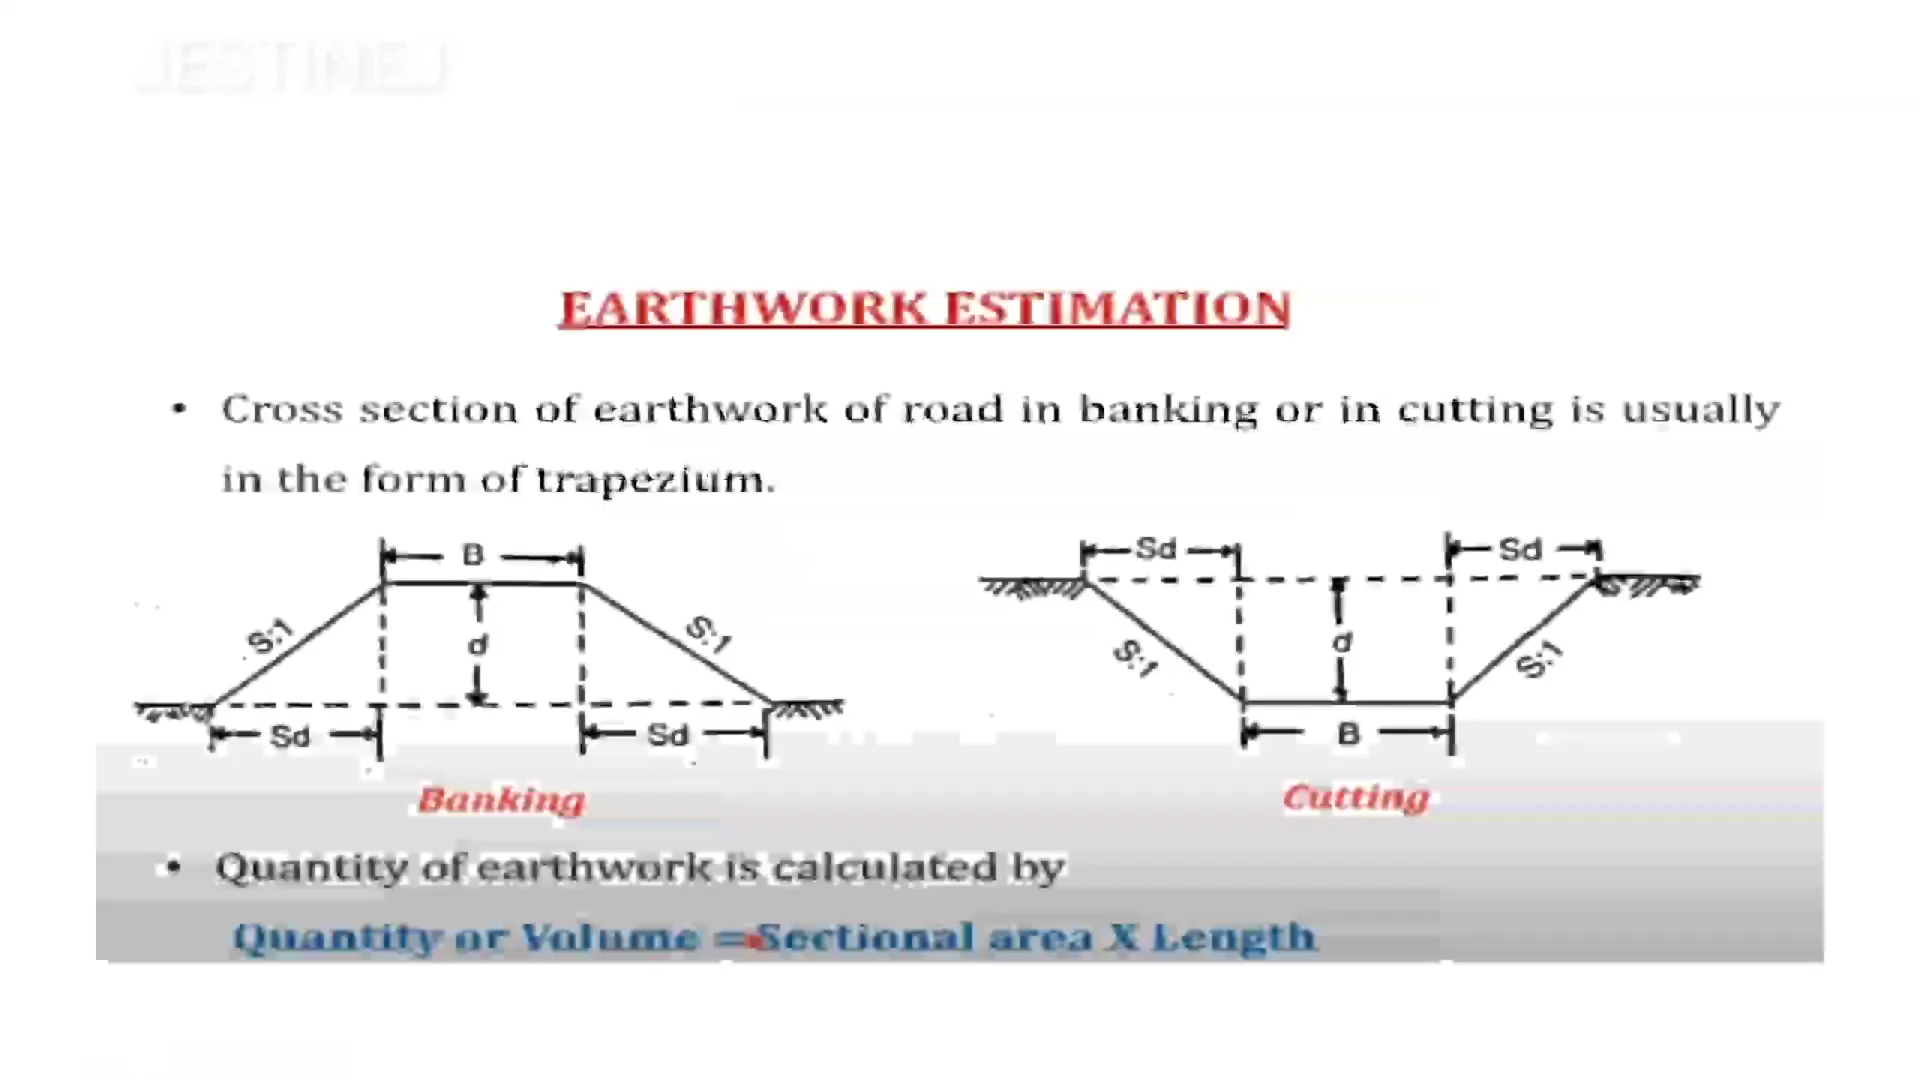 EARTHWORK ESTIMATION
• Cross section of earthwork of road in banking or in cutting is usually
in the form of trapezium.
B
S:1
d
S:1
Sd
Sd
Sd
Sd
S:1
d
S:1
B
Banking
Cutting
• Quantity of earthwork is calculated by
Quantity or Volume = Sectional area X Length